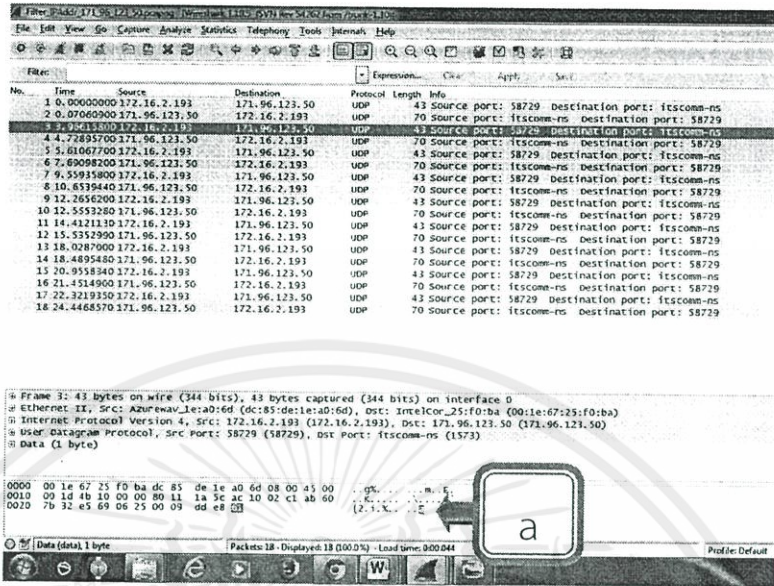 File Edit View Go Capture Analyze Statistics Telephony Tools Internals Help
Filter: Expression... Clear Apply Save
No. Time Source Destination Protocol Length Info
1 0.00000000 172.16.2.193 171.96.123.50 UDP 43 Source port: 58729 Destination port: itscomm-ns
2 0.07060900 171.96.123.50 172.16.2.193 UDP 70 Source port: itscomm-ns Destination port: 58729
3 3.95615800 172.16.2.193 171.96.123.50 UDP 43 Source port: 58729 Destination port: itscomm-ns
4 4.72895700 171.96.123.50 172.16.2.193 UDP 70 Source port: itscomm-ns Destination port: 58729
5 5.61067700 172.16.2.193 171.96.123.50 UDP 43 Source port: 58729 Destination port: itscomm-ns
6 7.69098200 171.96.123.50 172.16.2.193 UDP 70 Source port: itscomm-ns Destination port: 58729
7 9.55935800 172.16.2.193 171.96.123.50 UDP 43 Source port: 58729 Destination port: itscomm-ns
8 10.6539440 171.96.123.50 172.16.2.193 UDP 70 Source port: itscomm-ns Destination port: 58729
9 12.2656200 172.16.2.193 171.96.123.50 UDP 43 Source port: 58729 Destination port: itscomm-ns
10 12.5553280 171.96.123.50 172.16.2.193 UDP 70 Source port: itscomm-ns Destination port: 58729
11 14.4121130 172.16.2.193 171.96.123.50 UDP 43 Source port: 58729 Destination port: itscomm-ns
12 15.5352990 171.96.123.50 172.16.2.193 UDP 70 Source port: itscomm-ns Destination port: 58729
13 18.0287000 172.16.2.193 171.96.123.50 UDP 43 Source port: 58729 Destination port: itscomm-ns
14 18.4895480 171.96.123.50 172.16.2.193 UDP 70 Source port: itscomm-ns Destination port: 58729
15 20.9558340 172.16.2.193 171.96.123.50 UDP 43 Source port: 58729 Destination port: itscomm-ns
16 21.4514900 171.96.123.50 172.16.2.193 UDP 70 Source port: itscomm-ns Destination port: 58729
17 22.3219350 172.16.2.193 171.96.123.50 UDP 43 Source port: 58729 Destination port: itscomm-ns
18 24.4468570 171.96.123.50 172.16.2.193 UDP 70 Source port: itscomm-ns Destination port: 58729
Frame 3: 43 bytes on wire (344 bits), 43 bytes captured (344 bits) on interface 0
Ethernet II, Src: Azurewav_1e:a0:6d (dc:85:de:1e:a0:6d), Dst: IntelCor_25:f0:ba (00:1e:67:25:f0:ba)
Internet Protocol Version 4, Src: 172.16.2.193 (172.16.2.193), Dst: 171.96.123.50 (171.96.123.50)
User Datagram Protocol, Src Port: 58729 (58729), Dst Port: itscomm-ns (1573)
Data (1 byte)
0000 00 1e 67 25 f0 ba dc 85 de 1e a0 6d 08 00 45 00 ..g%.... ...m..E.
0010 00 1d 4b 10 00 00 80 11 1a 5c ac 10 02 c1 ab 60
0020 7b 32 e5 69 06 25 00 09 dd e8
a
Data (data), 1 byte Packets: 18 - Displayed: 18 (100.0%) - Load time: 0:00.044 Profile: Default